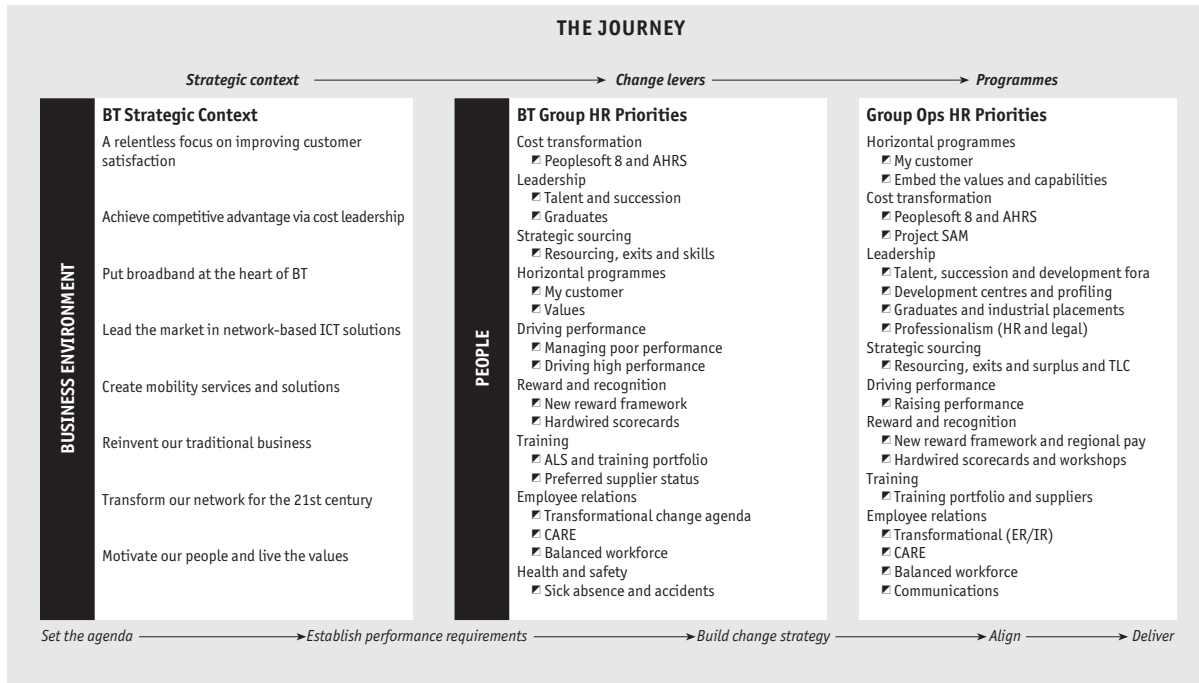 THE JOURNEY
Strategic context
Change levers
Programmes
BUSINESS ENVIRONMENT
BT Strategic Context
A relentless focus on improving customer
satisfaction
Achieve competitive advantage via cost leadership
Put broadband at the heart of BT
Lead the market in network-based ICT solutions
Create mobility services and solutions
Reinvent our traditional business
Transform our network for the 21st century
Motivate our people and live the values
PEOPLE
BT Group HR Priorities
Cost transformation
Peoplesoft 8 and AHRS
Leadership
Talent and succession
Graduates
Strategic sourcing
Resourcing, exits and skills
Horizontal programmes
My customer
Values
Driving performance
Managing poor performance
Driving high performance
Reward and recognition
New reward framework
Hardwired scorecards
Training
ALS and training portfolio
Preferred supplier status
Employee relations
Transformational change agenda
CARE
Balanced workforce
Health and safety
Sick absence and accidents
Group Ops HR Priorities
Horizontal programmes
My customer
Embed the values and capabilities
Cost transformation
Peoplesoft 8 and AHRS
Project SAM
Leadership
Talent, succession and development fora
Development centres and profiling
Graduates and industrial placements
Professionalism (HR and legal)
Strategic sourcing
Resourcing, exits and surplus and TLC
Driving performance
Raising performance
Reward and recognition
New reward framework and regional pay
Hardwired scorecards and workshops
Training
Training portfolio and suppliers
Employee relations
Transformational (ER/IR)
CARE
Balanced workforce
Communications
Set the agenda
Establish performance requirements
Build change strategy
Align
Deliver